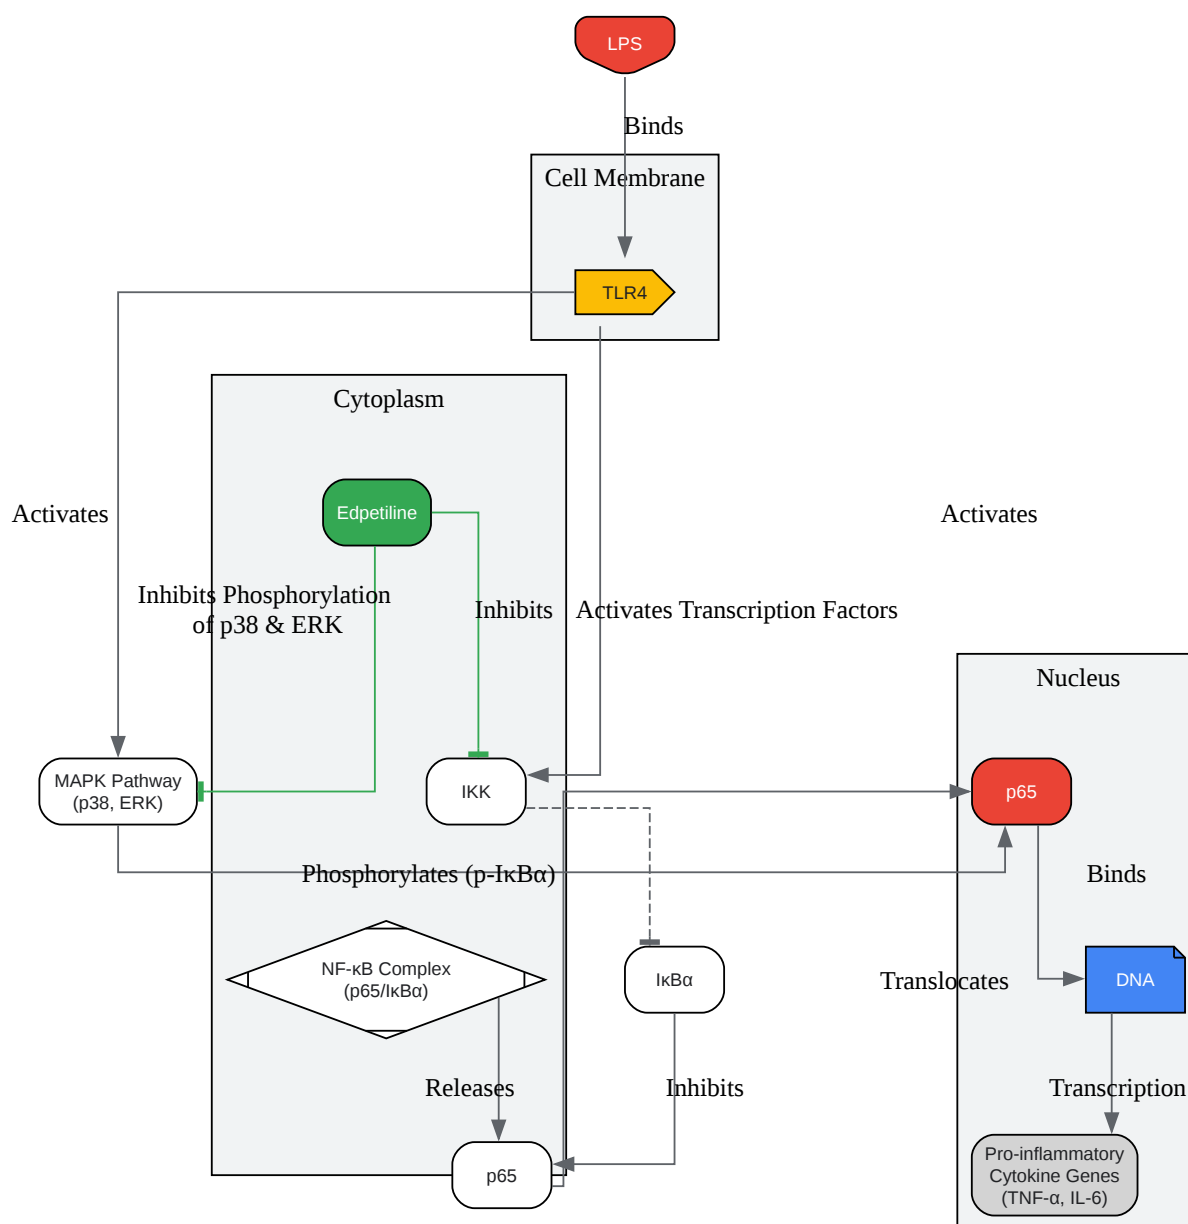 LPS
Binds
Cell Membrane
TLR4
Cytoplasm
Edpetiline
Activates
Activates
Inhibits Phosphorylation
of p38 & ERK
Inhibits
Activates Transcription Factors
Nucleus
MAPK Pathway
(p38, ERK)
IKK
p65
Phosphorylates (p-IκBα)
Binds
NF-κB Complex
(p65/IκBα)
IκBα
Translocates
DNA
Releases
Inhibits
Transcription
p65
Pro-inflammatory
Cytokine Genes
(TNF-α, IL-6)